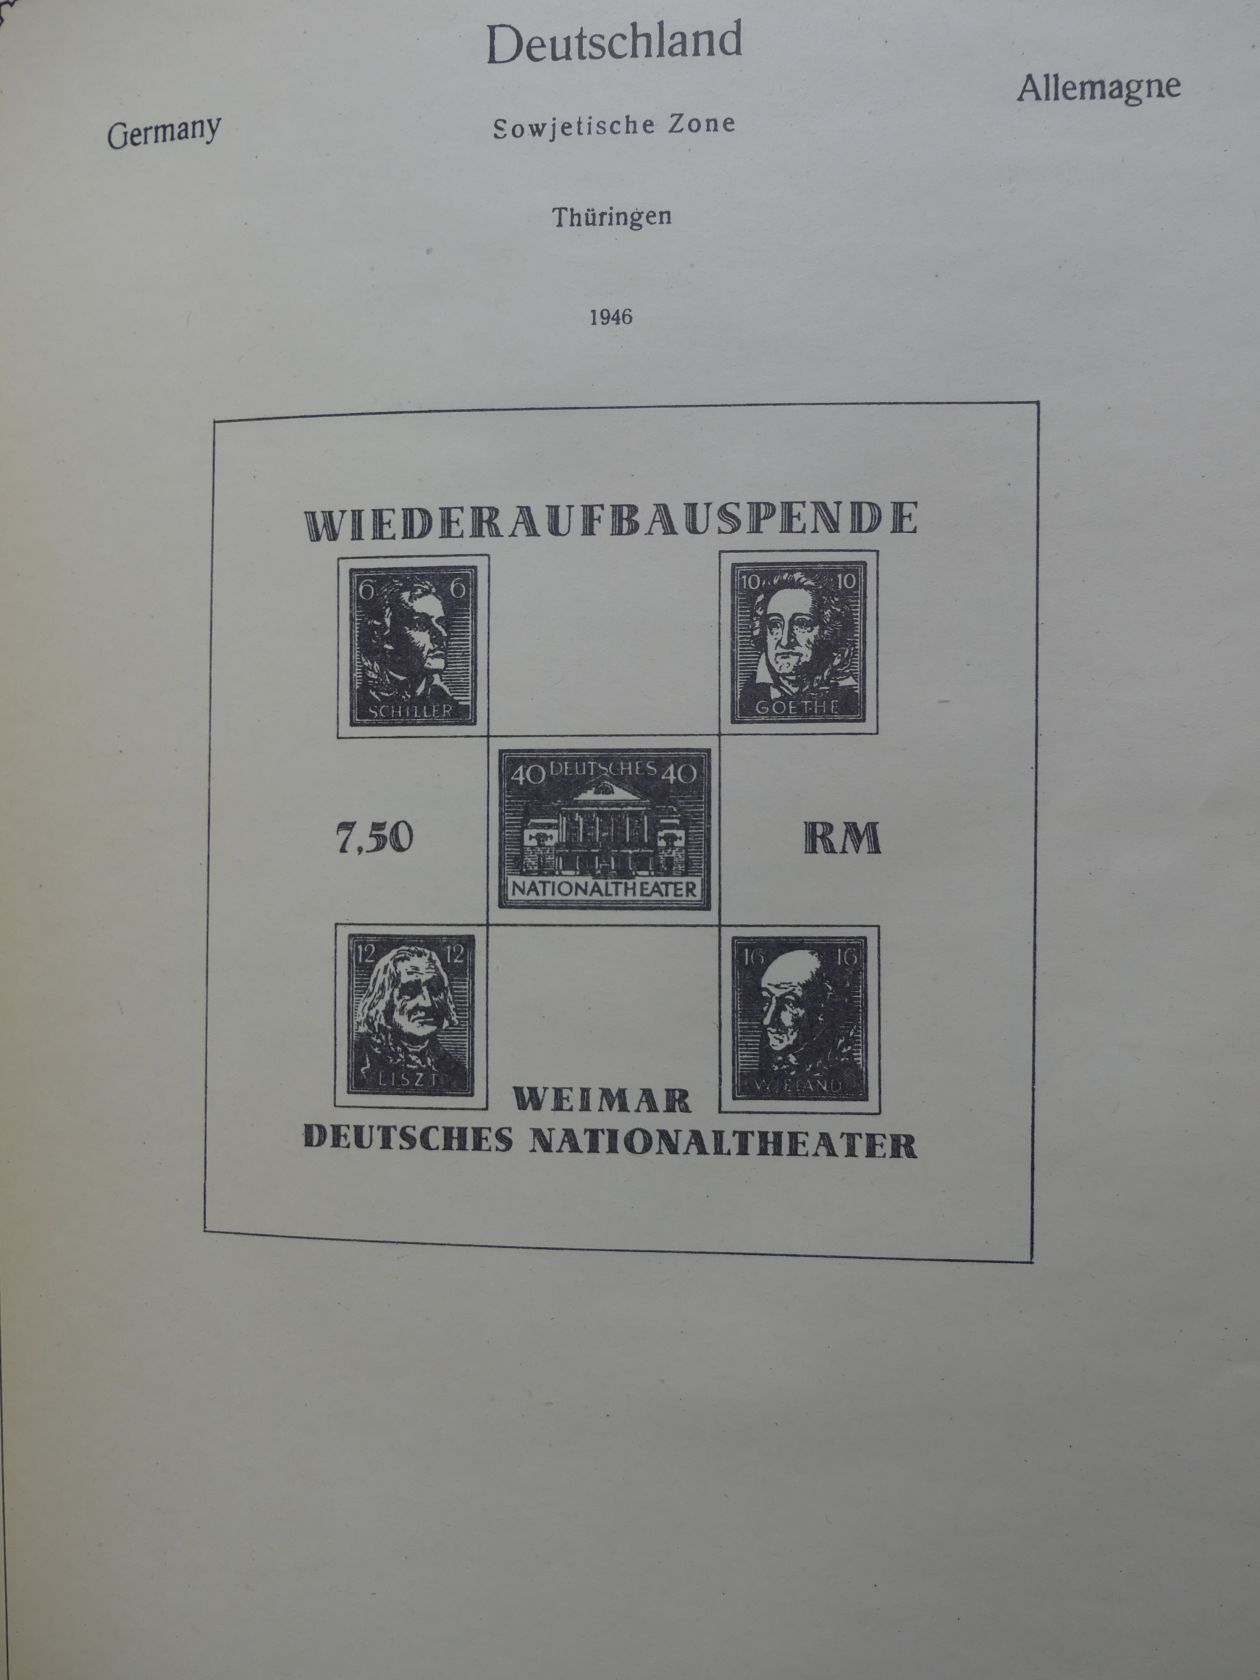 Deutschland
Germany
Allemagne
Sowjetische Zone
Thüringen
1946
WIEDERAUFBAUSPENDE
6 6
SCHILLER
10 10
GOETHE
40 DEUTSCHES 40
NATIONALTHEATER
7,50
RM
12 12
LISZT
16 16
WIELAND
WEIMAR
DEUTSCHES NATIONALTHEATER